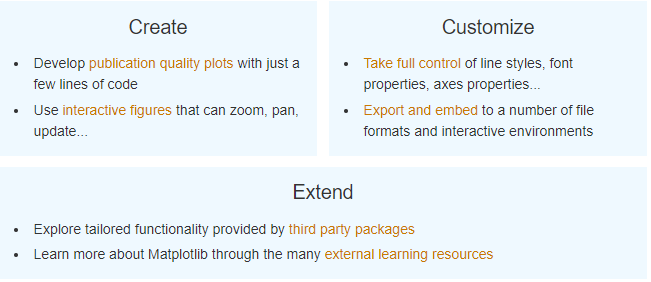 Create
• Develop publication quality plots with just a
few lines of code
• Use interactive figures that can zoom, pan,
update...
Customize
• Take full control of line styles, font
properties, axes properties...
• Export and embed to a number of file
formats and interactive environments
Extend
• Explore tailored functionality provided by third party packages
• Learn more about Matplotlib through the many external learning resources